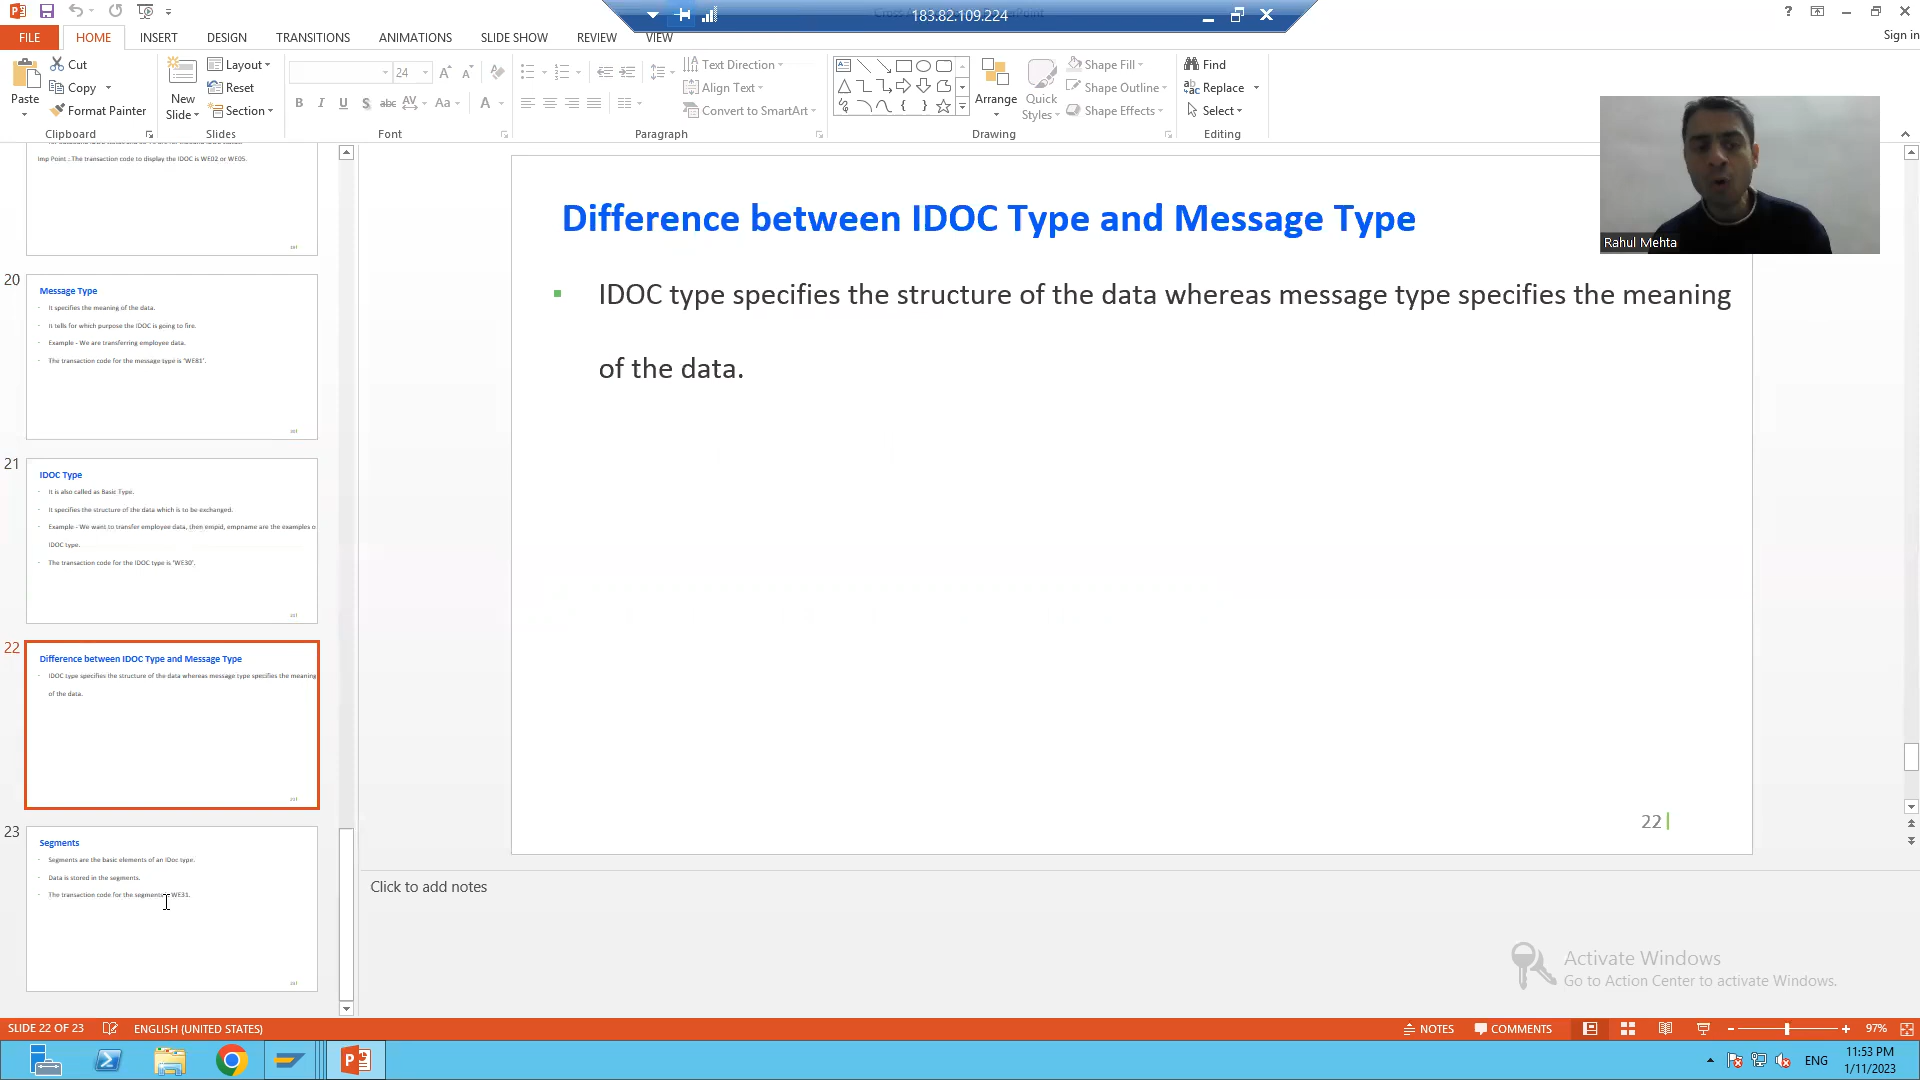 183.82.109.224
Sign in
FILE HOME INSERT DESIGN TRANSITIONS ANIMATIONS SLIDE SHOW REVIEW VIEW
Cut
Copy
Format Painter
Paste
Clipboard
New Slide
Layout
Reset
Section
Slides
24
Font
Text Direction
Align Text
Convert to SmartArt
Paragraph
Arrange
Quick Styles
Shape Fill
Shape Outline
Shape Effects
Drawing
Find
Replace
Select
Editing
Rahul Mehta
Imp Point : The transaction code to display the IDOC is WE02 or WE05.
20
Message Type
It specifies the meaning of the data.
It tells for which purpose the IDOC is going to fire.
Example - We are transferring employee data.
The transaction code for the message type is 'WE81'.
21
IDOC Type
It is also called as Basic Type.
It specifies the structure of the data which is to be exchanged.
Example - We want to transfer employee data, then empid, empname are the examples o
IDOC type.
The transaction code for the IDOC type is 'WE30'.
22
Difference between IDOC Type and Message Type
IDOC type specifies the structure of the data whereas message type specifies the meaning
of the data.
23
Segments
Segments are the basic elements of an IDoc type.
Data is stored in the segments.
The transaction code for the segments WE31.
Difference between IDOC Type and Message Type
IDOC type specifies the structure of the data whereas message type specifies the meaning
of the data.
22
Click to add notes
Activate Windows
Go to Action Center to activate Windows.
SLIDE 22 OF 23 ENGLISH (UNITED STATES) NOTES COMMENTS 97%
ENG
11:53 PM
1/11/2023